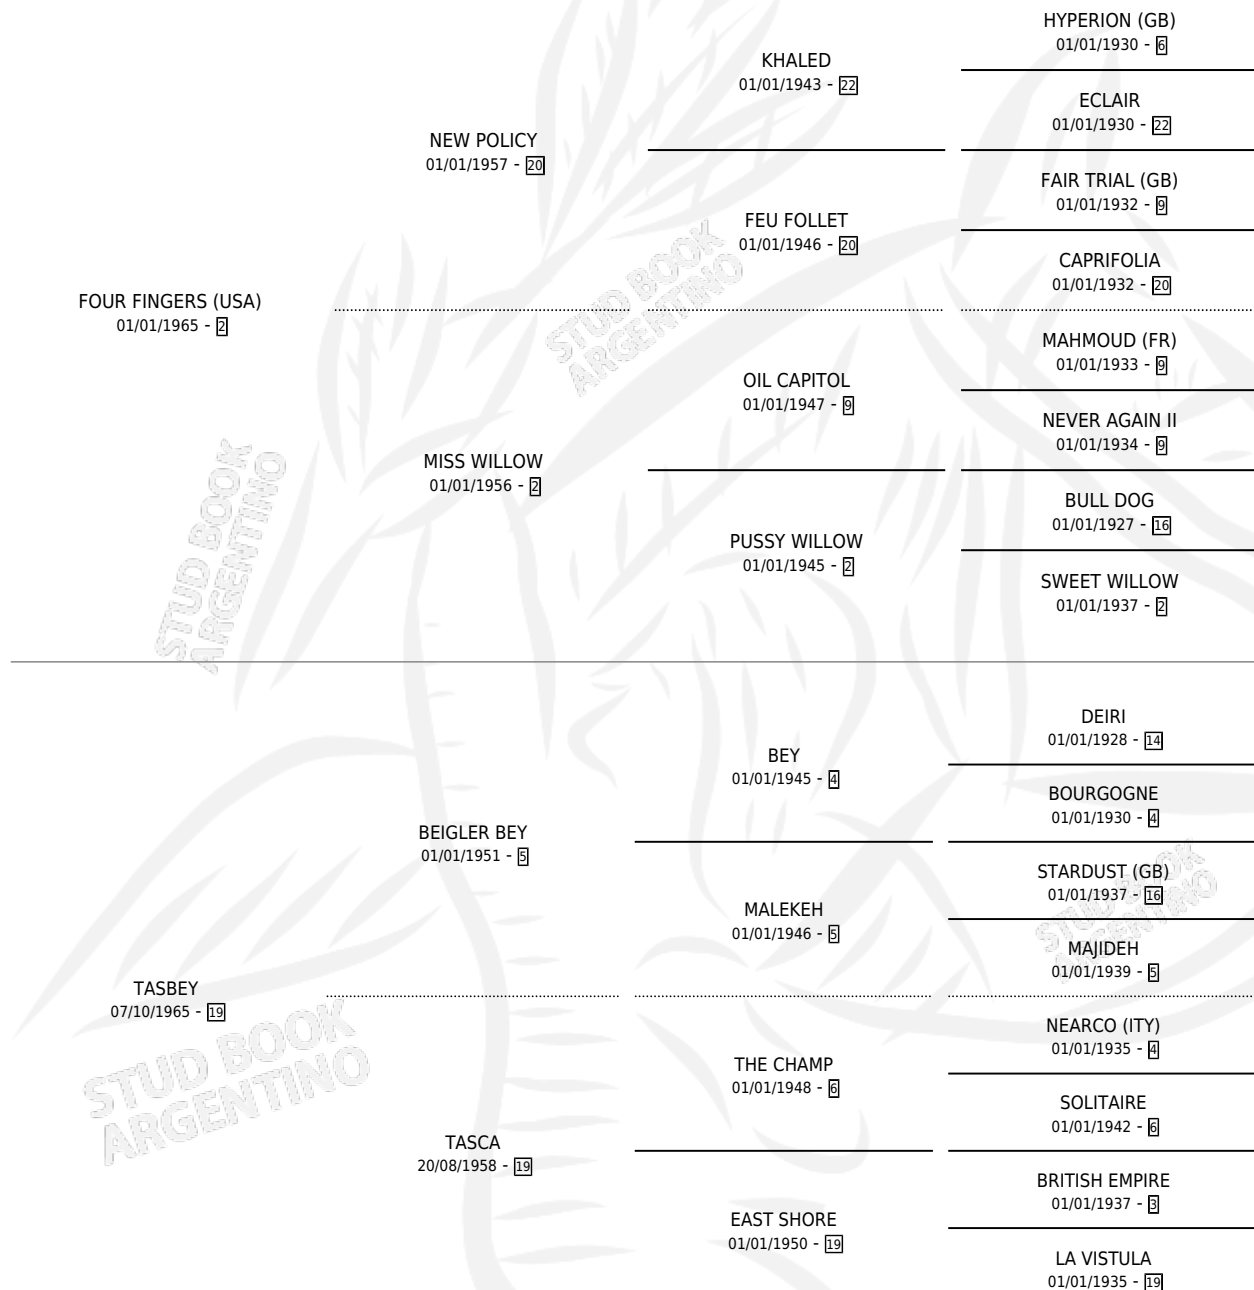 HYPERION (GB)
01/01/1930 - 6
KHALED
01/01/1943 - 22
ECLAIR
01/01/1930 - 22
NEW POLICY
01/01/1957 - 20
FAIR TRIAL (GB)
01/01/1932 - 9
FEU FOLLET
01/01/1946 - 20
CAPRIFOLIA
01/01/1932 - 20
FOUR FINGERS (USA)
01/01/1965 - 2
MAHMOUD (FR)
01/01/1933 - 9
OIL CAPITOL
01/01/1947 - 9
NEVER AGAIN II
01/01/1934 - 9
MISS WILLOW
01/01/1956 - 2
BULL DOG
01/01/1927 - 16
PUSSY WILLOW
01/01/1945 - 2
SWEET WILLOW
01/01/1937 - 2
DEIRI
01/01/1928 - 14
BEY
01/01/1945 - 4
BOURGOGNE
01/01/1930 - 4
BEIGLER BEY
01/01/1951 - 5
STARDUST (GB)
01/01/1937 - 16
MALEKEH
01/01/1946 - 5
MAJIDEH
01/01/1939 - 5
TASBEY
07/10/1965 - 19
NEARCO (ITY)
01/01/1935 - 4
THE CHAMP
01/01/1948 - 6
SOLITAIRE
01/01/1942 - 6
TASCA
20/08/1958 - 19
BRITISH EMPIRE
01/01/1937 - 3
EAST SHORE
01/01/1950 - 19
LA VISTULA
01/01/1935 - 19
STUD BOOK
ARGENTINO
STUD BOOK
ARGENTINO
STUD BOOK
ARGENTINO
STUD BOOK
ARGENTINO